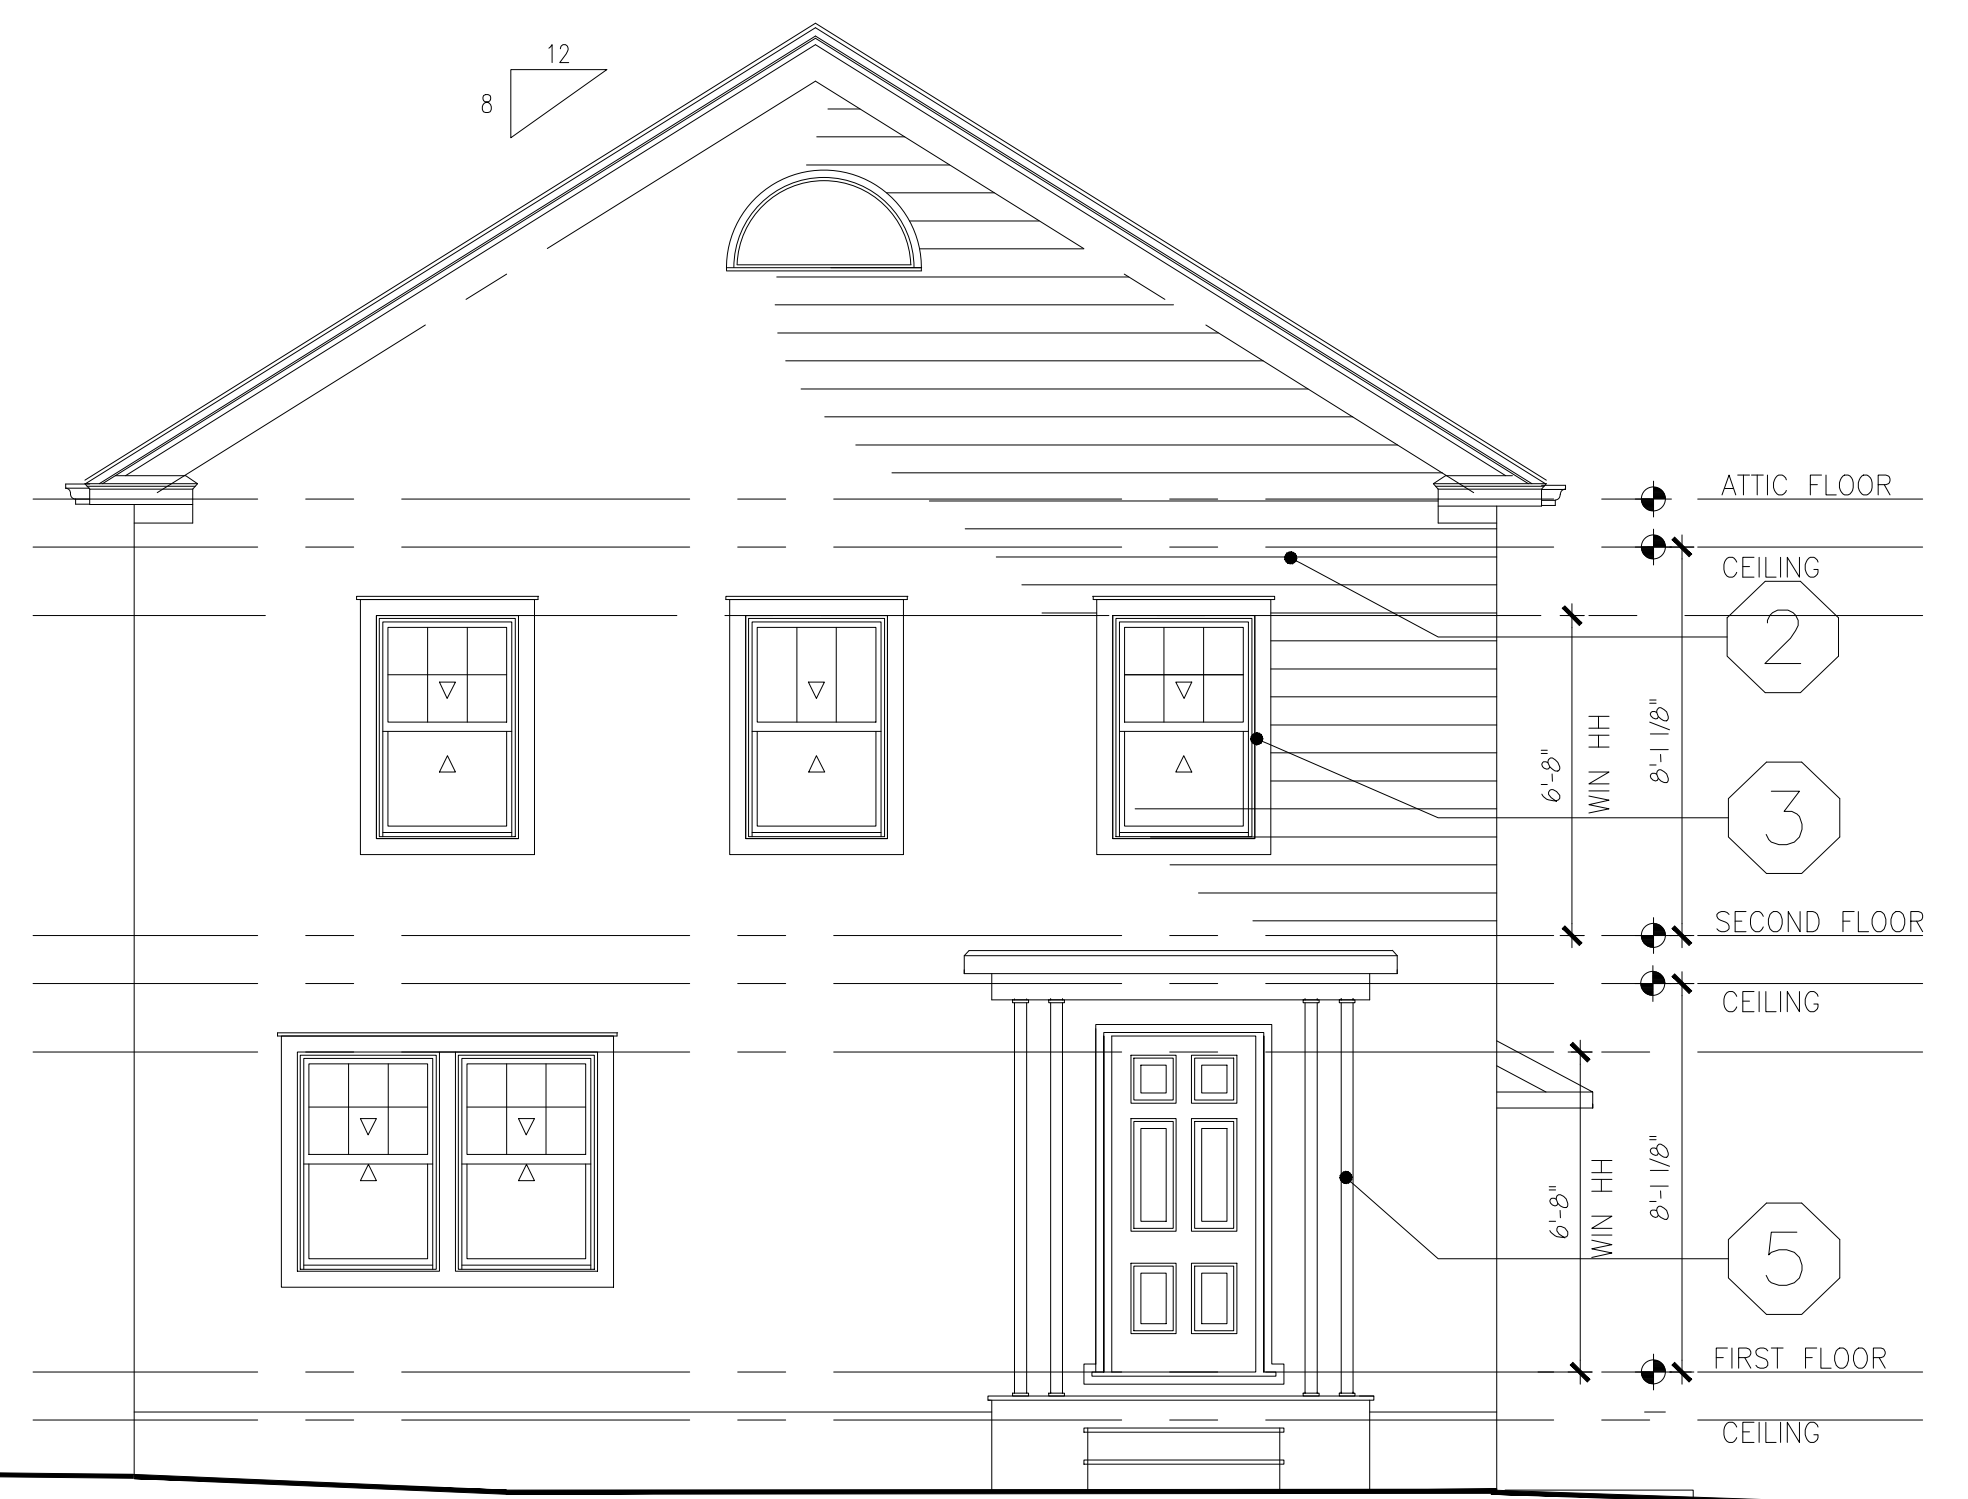 12
8
ATTIC FLOOR
CEILING
2
6'-8"
WIN HH
8'-1 1/8"
3
SECOND FLOOR
CEILING
6'-8"
WIN HH
8'-1 1/8"
5
FIRST FLOOR
CEILING